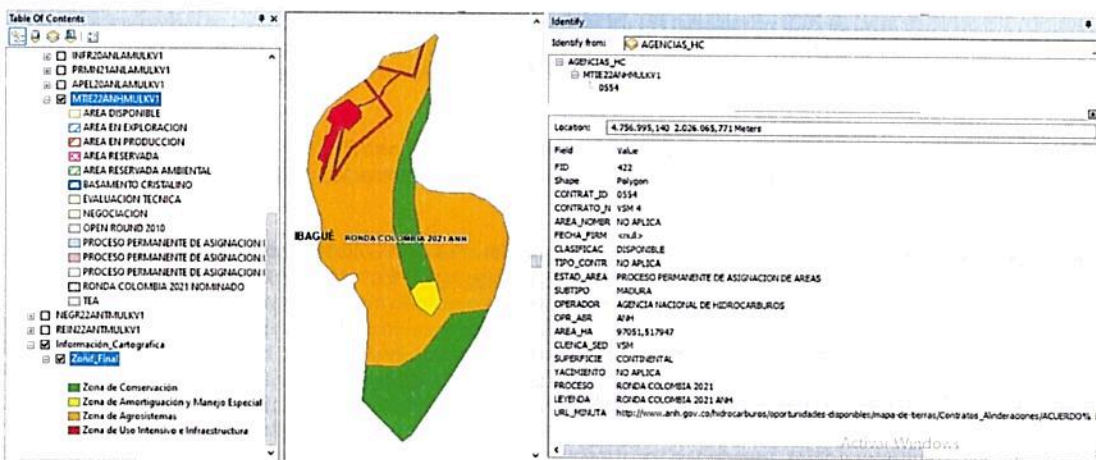 Table Of Contents
INFR20ANLAMULKV1
PRMN21ANLAMULKV1
APEL20ANLAMULKV1
MTIE22ANHMULKV1
AREA DISPONIBLE
AREA EN EXPLORACION
AREA EN PRODUCCION
AREA RESERVADA
AREA RESERVADA AMBIENTAL
BASAMENTO CRISTALINO
EVALUACION TECNICA
NEGOCIACION
OPEN ROUND 2010
PROCESO PERMANENTE DE ASIGNACION
PROCESO PERMANENTE DE ASIGNACION
PROCESO PERMANENTE DE ASIGNACION
RONDA COLOMBIA 2021 NOMINADO
TEA
NEGR22ANTMULKV1
REIN22ANTMULKV1
Información_Cartografica
Zonif_Final
Zona de Conservación
Zona de Amortiguación y Manejo Especial
Zona de Agrosistemas
Zona de Uso Intensivo e Infraestructura
IBAGUÉ
RONDA COLOMBIA 2021 ANH
Identify
Identify from: AGENCIAS_HC
AGENCIAS_HC
MTIE22ANHMULKV1
0554
Location: 4.756.995,140 2.026.065,771 Meters
Field Value
FID 422
Shape Polygon
CONTRAT_ID 0554
CONTRATO_N VSM 4
AREA_NOMBR NO APLICA
FECHA_FIRM <null>
CLASIFICAC DISPONIBLE
TIPO_CONTR NO APLICA
ESTAD_AREA PROCESO PERMANENTE DE ASIGNACION DE AREAS
SUBTIPO MADURA
OPERADOR AGENCIA NACIONAL DE HIDROCARBUROS
OPR_ABR ANH
AREA_HA 97051,517947
CUENCA_SED VSM
SUPERFICIE CONTINENTAL
YACIMIENTO NO APLICA
PROCESO RONDA COLOMBIA 2021
LEYENDA RONDA COLOMBIA 2021 ANH
URL_MINUTA http://www.anh.gov.co/hidrocarburos/oportunidades-disponibles/mapa-de-tierras/Contratos_Alinderaciones/ACUERDO%
Activar Windows